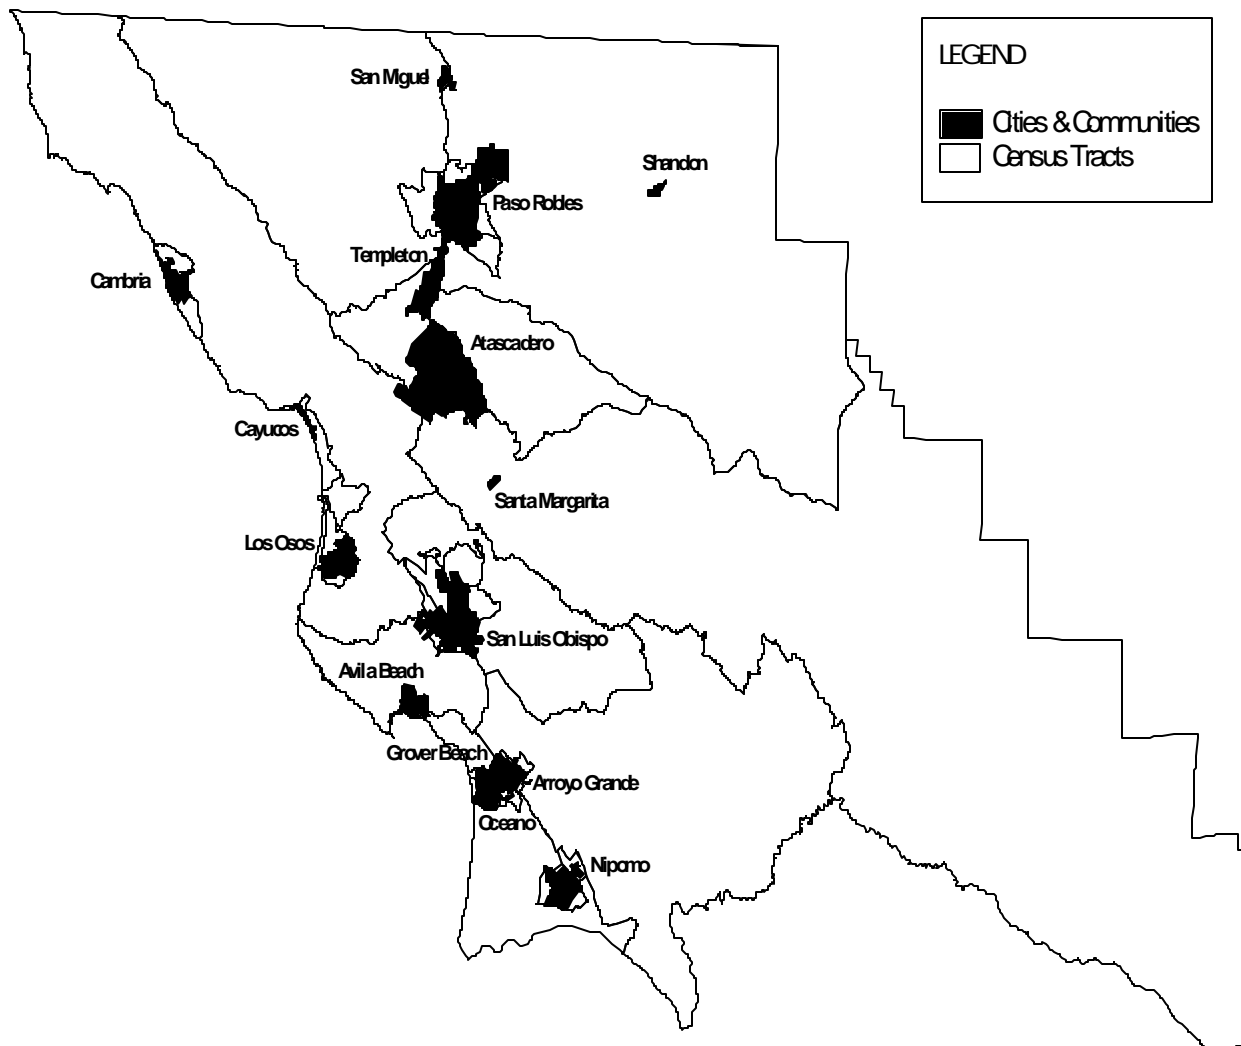 LEGEND
Cities & Communities
Census Tracts
San Miguel
Shandon
Paso Robles
Templeton
Cambria
Atascadero
Cayucos
Santa Margarita
Los Osos
San Luis Obispo
Avila Beach
Grover Beach
Arroyo Grande
Oceano
Nipomo